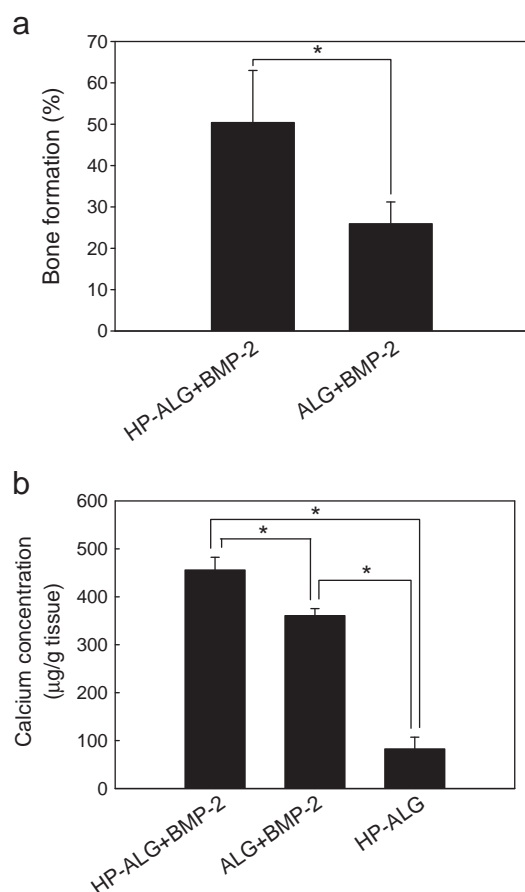 a
70
60
50
40
30
20
10
0
Bone formation (%)
*
HP-ALG+BMP-2
ALG+BMP-2
b
600
500
400
300
200
100
0
Calcium concentration
(μg/g tissue)
*
*
*
HP-ALG+BMP-2
ALG+BMP-2
HP-ALG